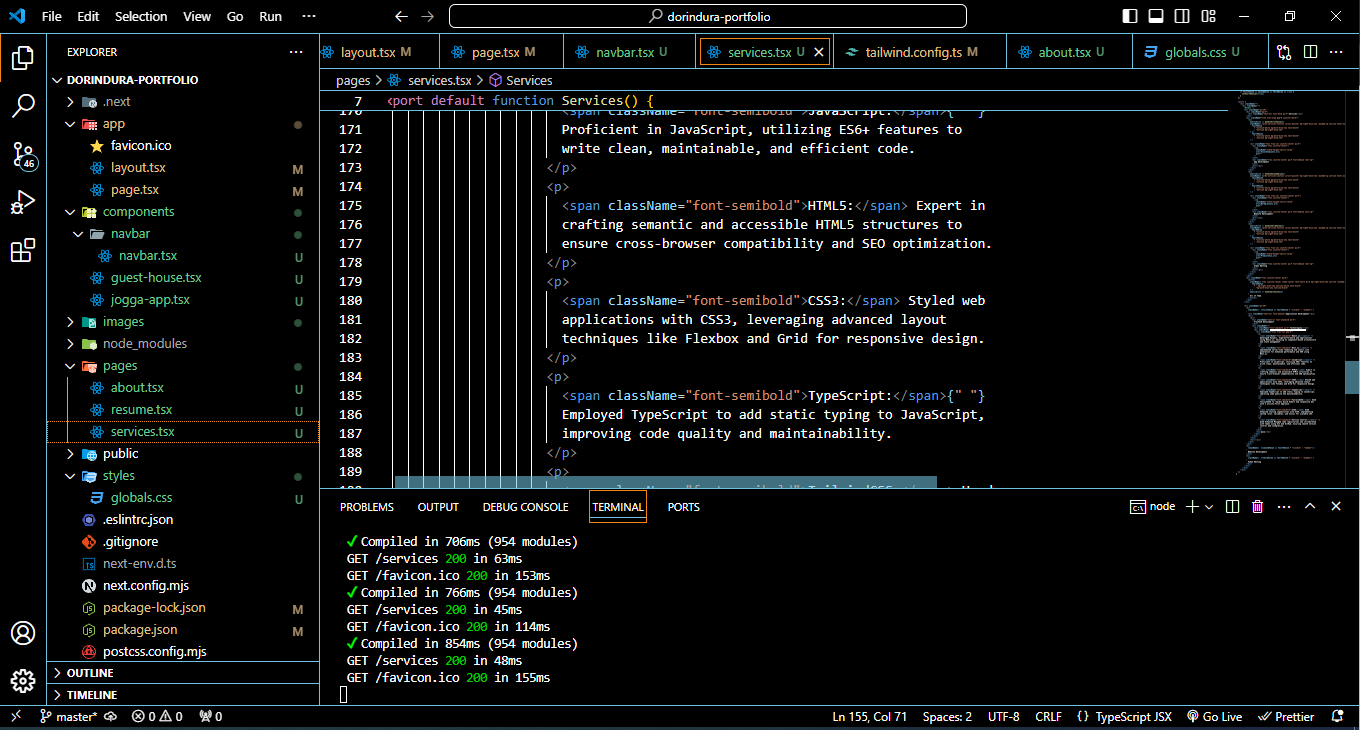 File Edit Selection View Go Run ··· dorindura-portfolio
EXPLORER ···
DORINDURA-PORTFOLIO
.next
app
favicon.ico
layout.tsx M
page.tsx M
components
navbar
navbar.tsx U
guest-house.tsx U
jogga-app.tsx U
images
node_modules
pages
about.tsx U
resume.tsx U
services.tsx U
public
styles
globals.css U
.eslintrc.json
.gitignore
next-env.d.ts
next.config.mjs
package-lock.json M
package.json M
postcss.config.mjs
OUTLINE
TIMELINE
46
layout.tsx M page.tsx M navbar.tsx U services.tsx U tailwind.config.ts M about.tsx U globals.css U
pages > services.tsx > Services
7 port default function Services() {
170 <span className="font-semibold">JavaScript:</span>{" "}
171 Proficient in JavaScript, utilizing ES6+ features to
172 write clean, maintainable, and efficient code.
173 </p>
174 <p>
175 <span className="font-semibold">HTML5:</span> Expert in
176 crafting semantic and accessible HTML5 structures to
177 ensure cross-browser compatibility and SEO optimization.
178 </p>
179 <p>
180 <span className="font-semibold">CSS3:</span> Styled web
181 applications with CSS3, leveraging advanced layout
182 techniques like Flexbox and Grid for responsive design.
183 </p>
184 <p>
185 <span className="font-semibold">TypeScript:</span>{" "}
186 Employed TypeScript to add static typing to JavaScript,
187 improving code quality and maintainability.
188 </p>
189 <p>
PROBLEMS OUTPUT DEBUG CONSOLE TERMINAL PORTS node
✓ Compiled in 706ms (954 modules)
GET /services 200 in 63ms
GET /favicon.ico 200 in 153ms
✓ Compiled in 766ms (954 modules)
GET /services 200 in 45ms
GET /favicon.ico 200 in 114ms
✓ Compiled in 854ms (954 modules)
GET /services 200 in 48ms
GET /favicon.ico 200 in 155ms
master* 0 0 0 Ln 155, Col 71 Spaces: 2 UTF-8 CRLF {} TypeScript JSX Go Live Prettier